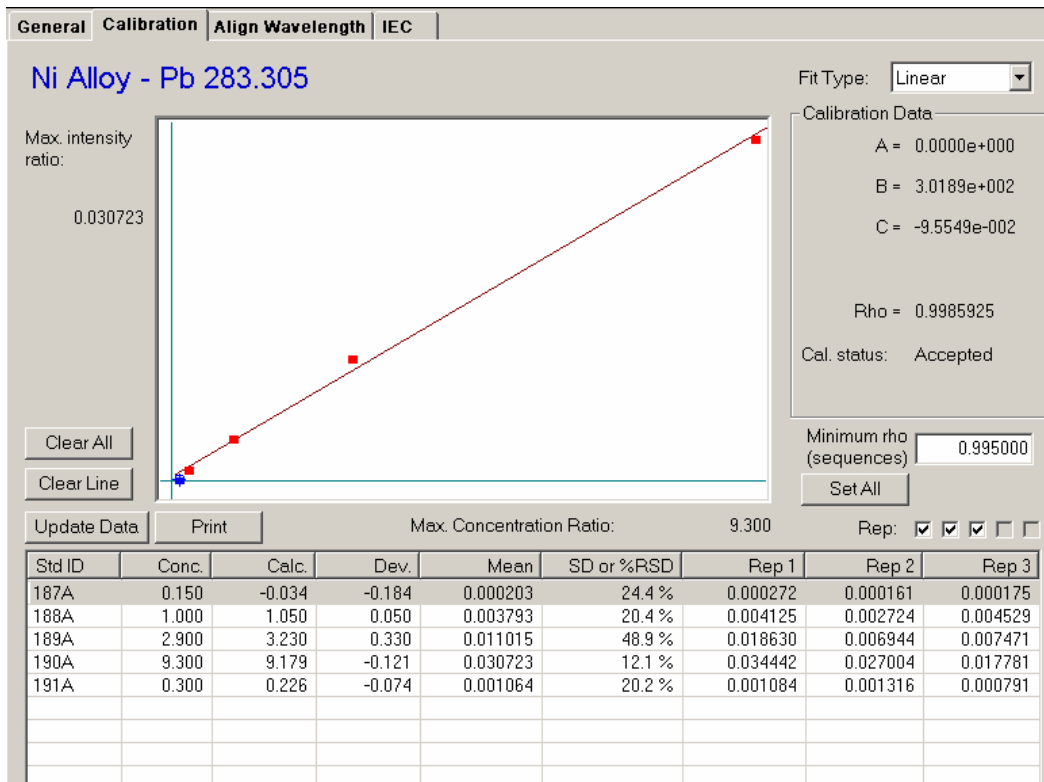 General Calibration Align Wavelength IEC
Ni Alloy - Pb 283.305
Fit Type: Linear
Max. intensity
ratio:
0.030723
Calibration Data
A = 0.0000e+000
B = 3.0189e+002
C = -9.5549e-002
Rho = 0.9985925
Cal. status: Accepted
Clear All
Clear Line
Minimum rho
(sequences) 0.995000
Set All
Update Data Print Max. Concentration Ratio: 9.300 Rep:
Std ID Conc. Calc. Dev. Mean SD or %RSD Rep 1 Rep 2 Rep 3
187A 0.150 -0.034 -0.184 0.000203 24.4 % 0.000272 0.000161 0.000175
188A 1.000 1.050 0.050 0.003793 20.4 % 0.004125 0.002724 0.004529
189A 2.900 3.230 0.330 0.011015 48.9 % 0.018630 0.006944 0.007471
190A 9.300 9.179 -0.121 0.030723 12.1 % 0.034442 0.027004 0.017781
191A 0.300 0.226 -0.074 0.001064 20.2 % 0.001084 0.001316 0.000791